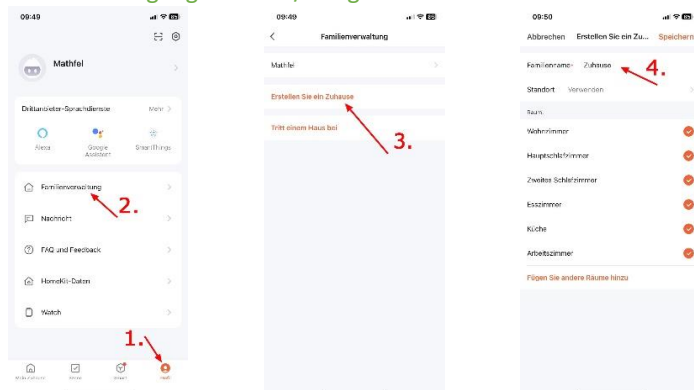 09:49
Mathfel
Drittanbieter-Sprachdienste
Mehr >
Alexa
Google Assistant
SmartThings
Familienverwaltung
2.
Nachricht
FAQ und Feedback
HomeKit-Daten
Watch
1.
09:49
Familienverwaltung
Mathfel
Erstellen Sie ein Zuhause
3.
Tritt einem Haus bei
09:50
Abbrechen
Erstellen Sie ein Zu...
Speichern
Familienname*
Zuhause
4.
Standort
Verwenden
Raum
Wohnzimmer
Hauptschlafzimmer
Zweites Schlafzimmer
Esszimmer
Küche
Arbeitszimmer
Fügen Sie andere Räume hinzu